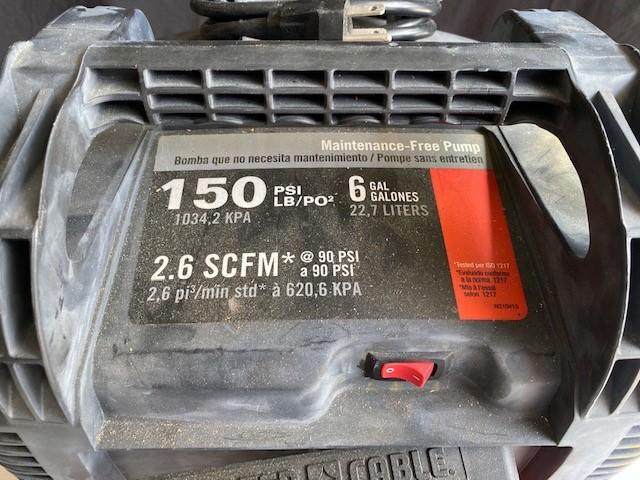 Maintenance-Free Pump
Bomba que no necesita mantenimiento / Pompe sans entretien
150 PSI LB/PO²
1034,2 KPA
6 GAL GALONES
22,7 LITERS
2.6 SCFM* @ 90 PSI
a 90 PSI
2,6 pi³/min std* à 620,6 KPA
*Tested per ISO 1217
*Evaluado conforme
a la norma 1217
*Mis à l'essai
selon 1217
O
I
CABLE.